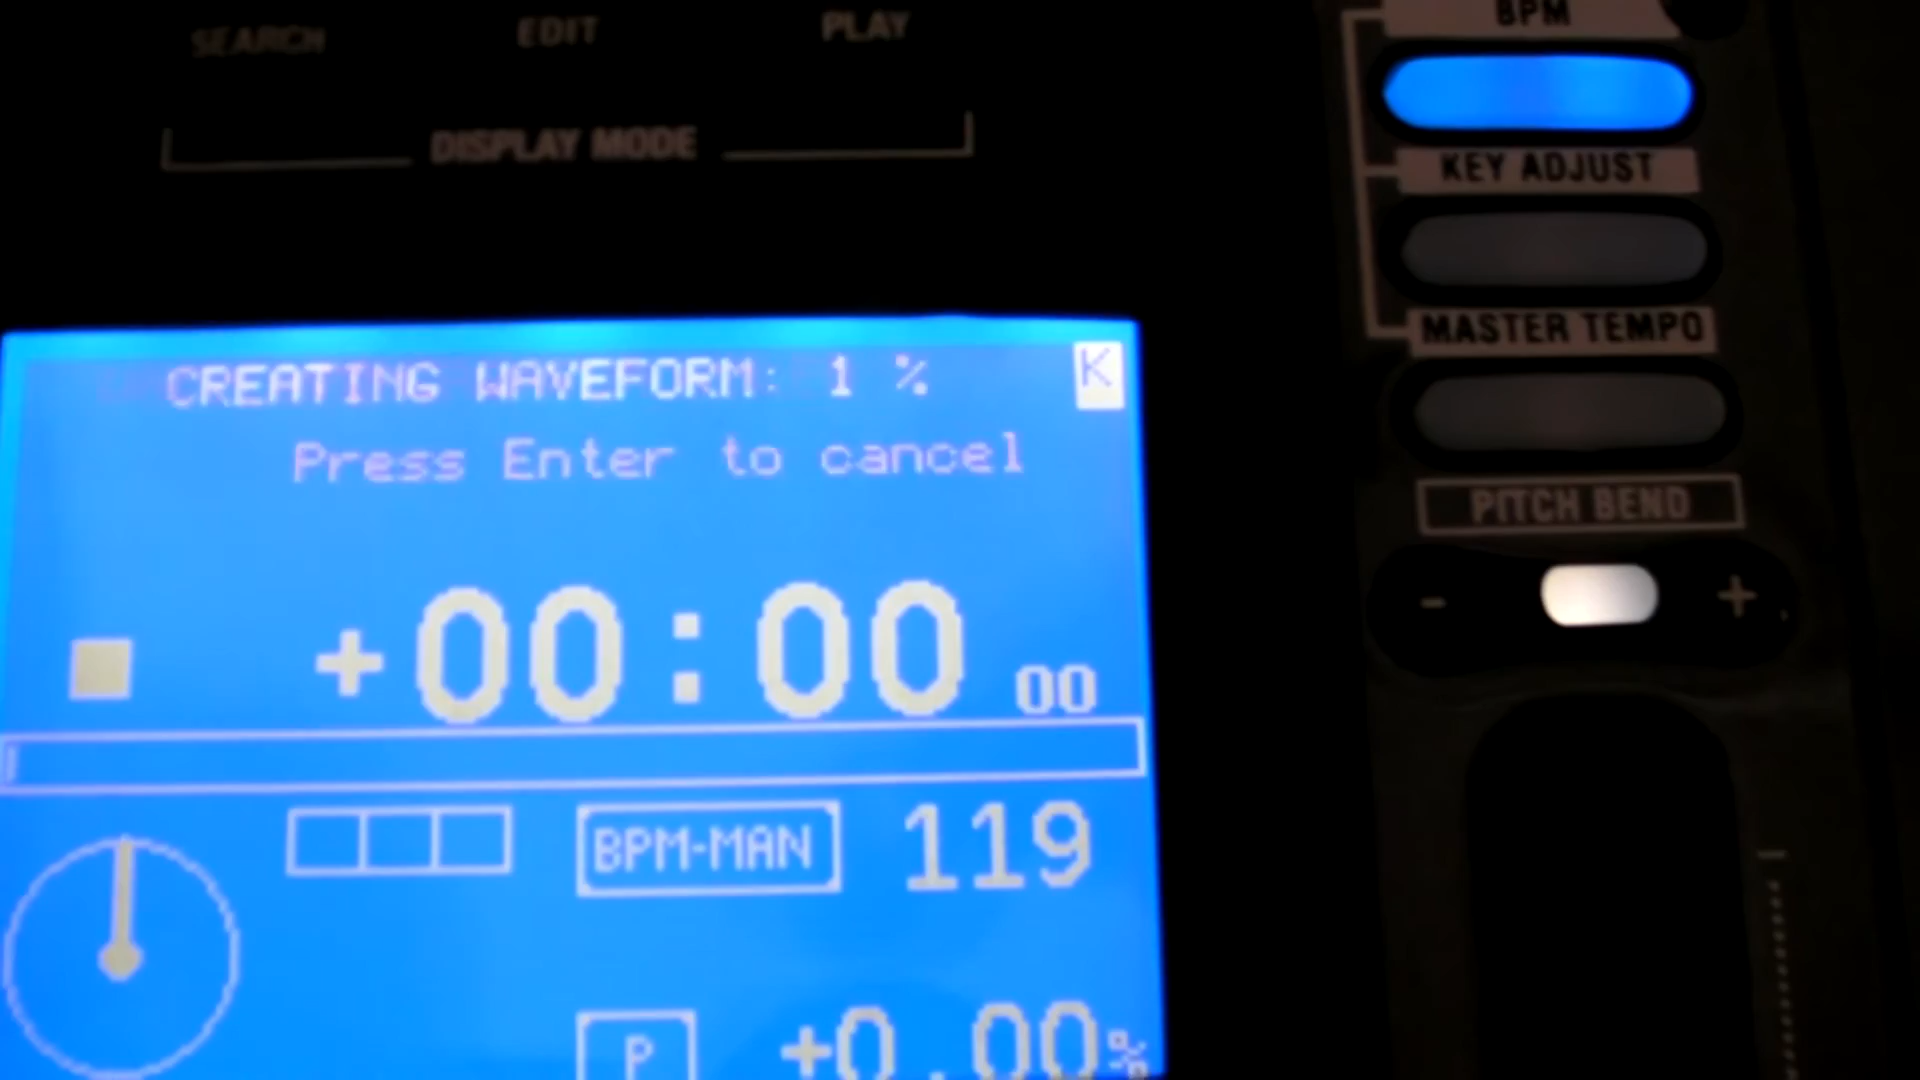 SEARCH EDIT PLAY
DISPLAY MODE
BPM
KEY ADJUST
MASTER TEMPO
PITCH BEND
- +
CREATING WAVEFORM: 1 %
K
Press Enter to cancel
+00:00 00
BPM-MAN 119
P +0.00%